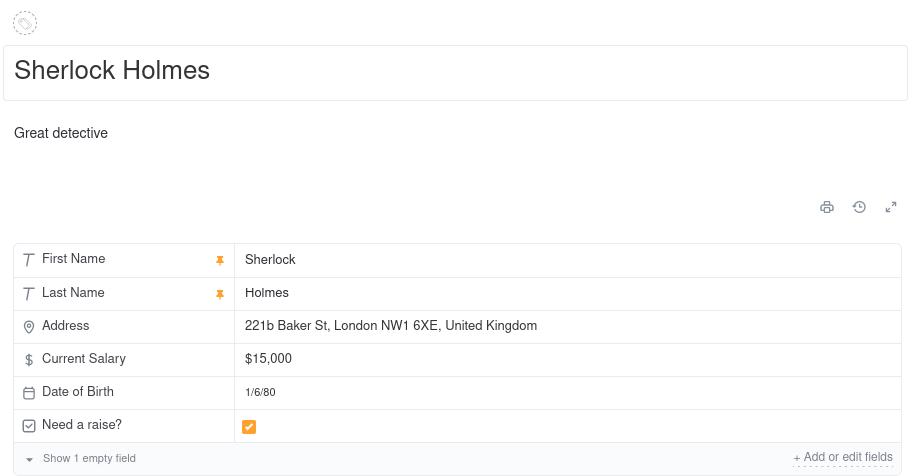 Sherlock Holmes
Great detective
First Name Sherlock
Last Name Holmes
Address 221b Baker St, London NW1 6XE, United Kingdom
Current Salary $15,000
Date of Birth 1/6/80
Need a raise?
Show 1 empty field + Add or edit fields